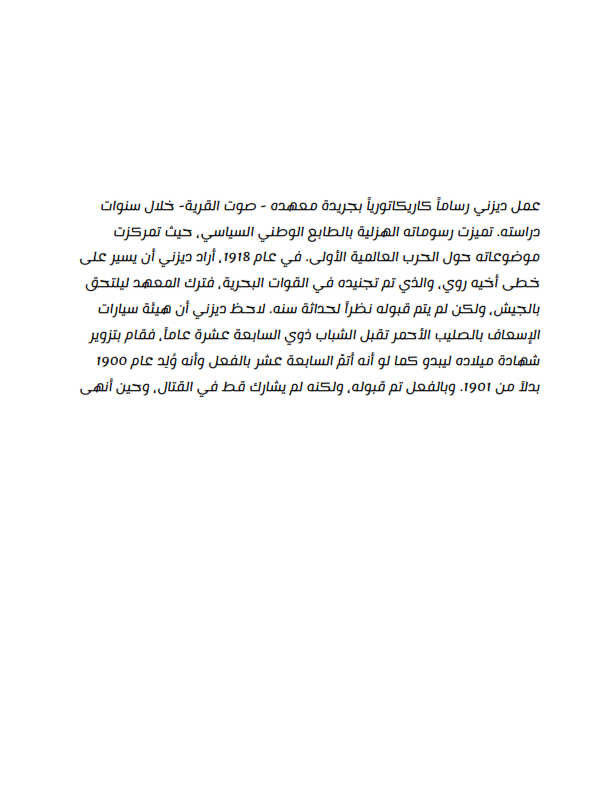 عمل ديزني رساماً كاريكاتورياً بجريدة معهده - صوت القرية- خلال سنوات
دراسته. تميزت رسوماته الهزلية بالطابع الوطني السياسي، حيث تمركزت
موضوعاته حول الحرب العالمية الأولى. في عام 1918، أراد ديزني أن يسير على
خطى أخيه روي، والذي تم تجنيده في القوات البحرية، فترك المعهد ليلتحق
بالجيش، ولكن لم يتم قبوله نظراً لحداثة سنه. لاحظ ديزني أن هيئة سيارات
الإسعاف بالصليب الأحمر تقبل الشباب ذوي السابعة عشرة عاماً، فقام بتزوير
شهادة ميلاده ليبدو كما لو أنه أتمّ السابعة عشر بالفعل وأنه وُلِد عام 1900
بدلاً من 1901. وبالفعل تم قبوله، ولكنه لم يشارك قط في القتال، وحين أنهى